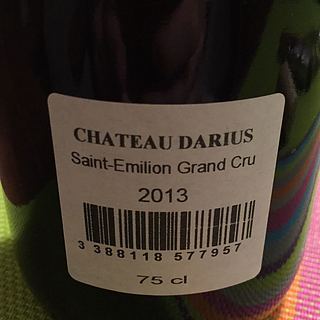 CHATEAU DARIUS
Saint-Emilion Grand Cru
2013
3 388118 577957
75 cl